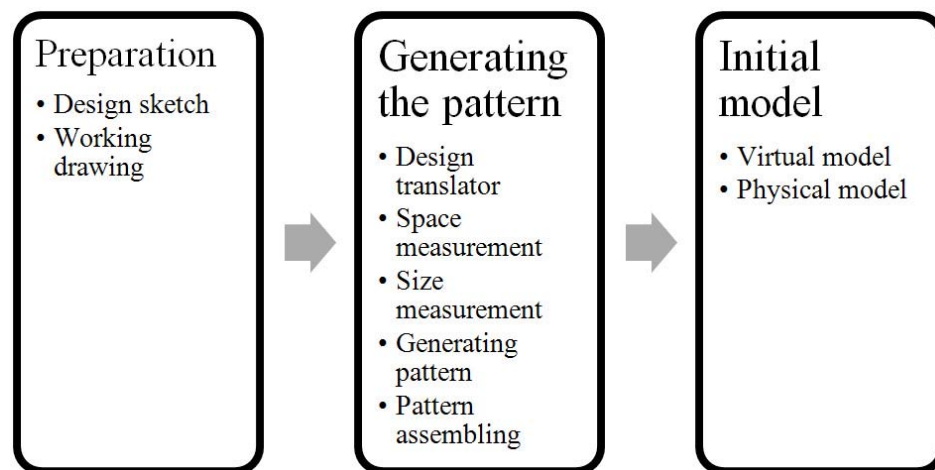 Preparation
• Design sketch
• Working
drawing
Generating
the pattern
• Design
translator
• Space
measurement
• Size
measurement
• Generating
pattern
• Pattern
assembling
Initial
model
• Virtual model
• Physical model